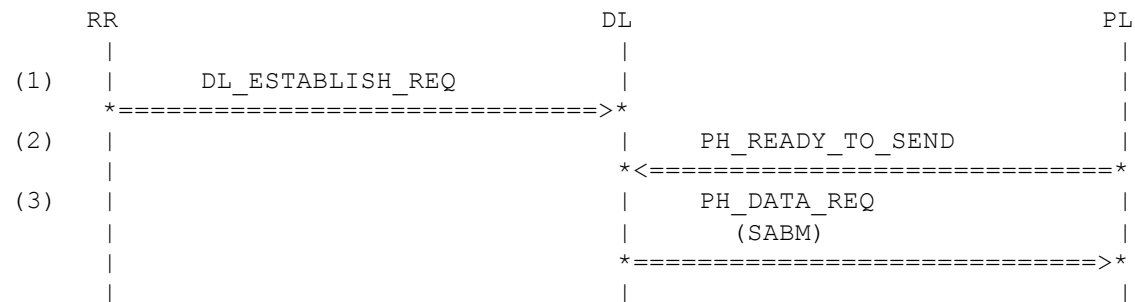 RR DL PL
| | |
(1) | DL_ESTABLISH_REQ | |
*==============================>* |
(2) | | PH_READY_TO_SEND |
| *<=============================*
(3) | | PH_DATA_REQ |
| | (SABM) |
| *=============================>*
| | |